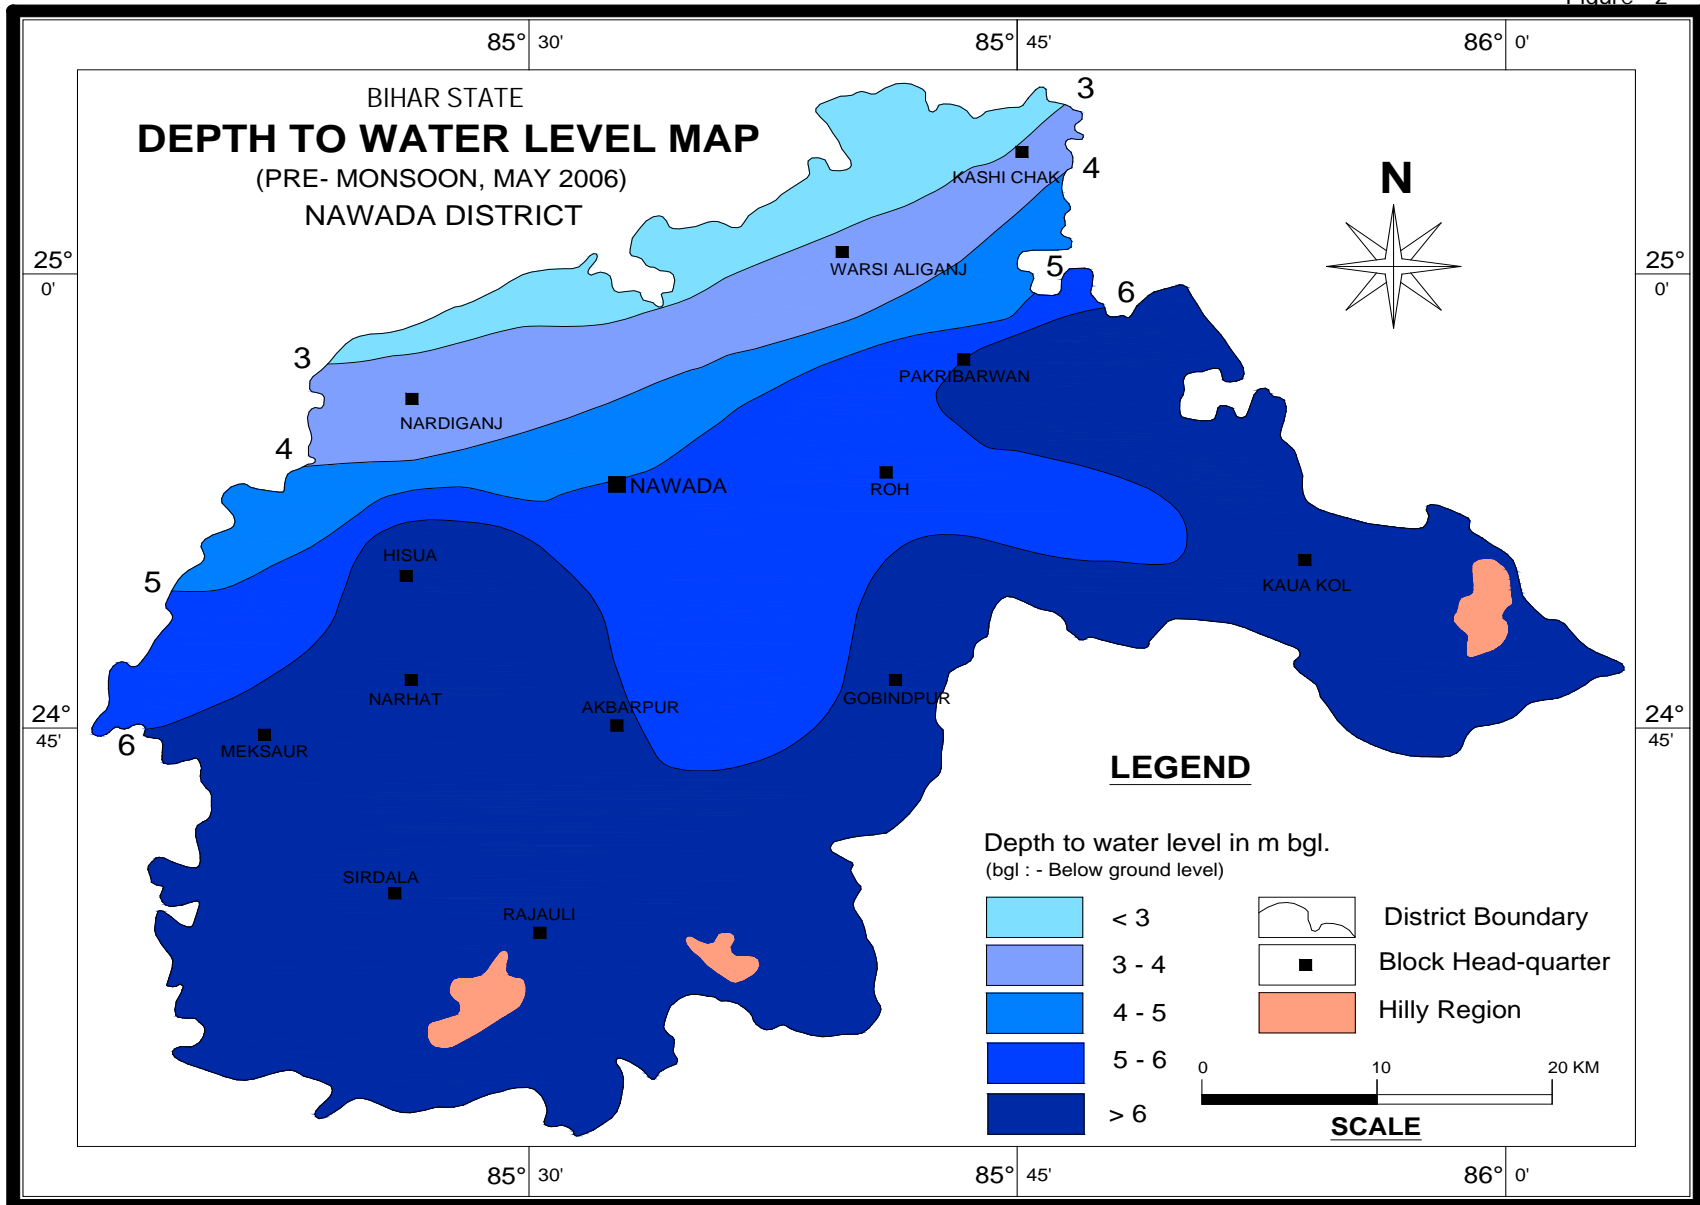 Figure - 2
85° 30'
85° 45'
86° 0'
BIHAR STATE
DEPTH TO WATER LEVEL MAP
(PRE- MONSOON, MAY 2006)
NAWADA DISTRICT
3
KASHI CHAK
4
N
25°
0'
25°
0'
WARSI ALIGANJ
5
6
3
PAKRIBARWAN
NARDIGANJ
4
NAWADA
ROH
HISUA
5
KAUA KOL
NARHAT
AKBARPUR
GOBINDPUR
24°
45'
24°
45'
6
MEKSAUR
LEGEND
Depth to water level in m bgl.
(bgl : - Below ground level)
SIRDALA
RAJAULI
< 3
District Boundary
3 - 4
Block Head-quarter
4 - 5
Hilly Region
5 - 6
0 10 20 KM
> 6
SCALE
85° 30'
85° 45'
86° 0'